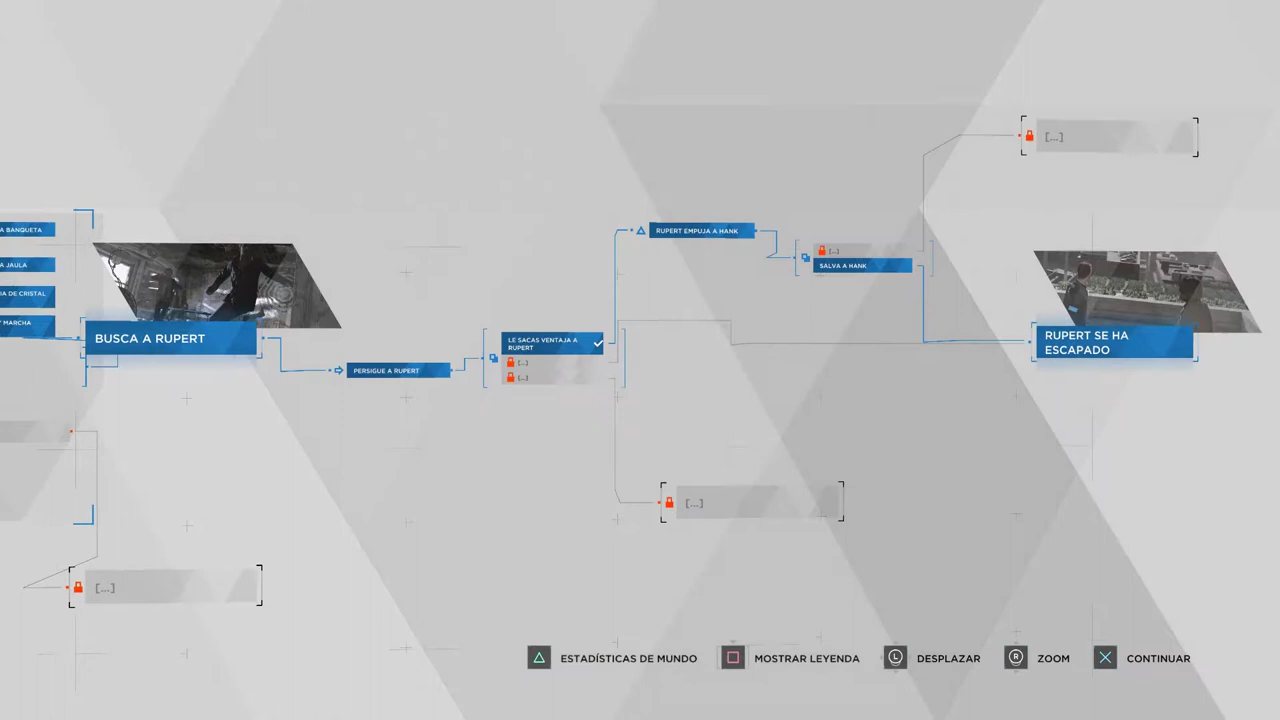 A BANQUETA
A JAULA
IA DE CRISTAL
Y MARCHA
BUSCA A RUPERT
[...]
PERSIGUE A RUPERT
LE SACAS VENTAJA A
RUPERT
[...]
[...]
RUPERT EMPUJA A HANK
[...]
SALVA A HANK
[...]
[...]
RUPERT SE HA
ESCAPADO
ESTADÍSTICAS DE MUNDO
MOSTRAR LEYENDA
L
DESPLAZAR
R
ZOOM
CONTINUAR